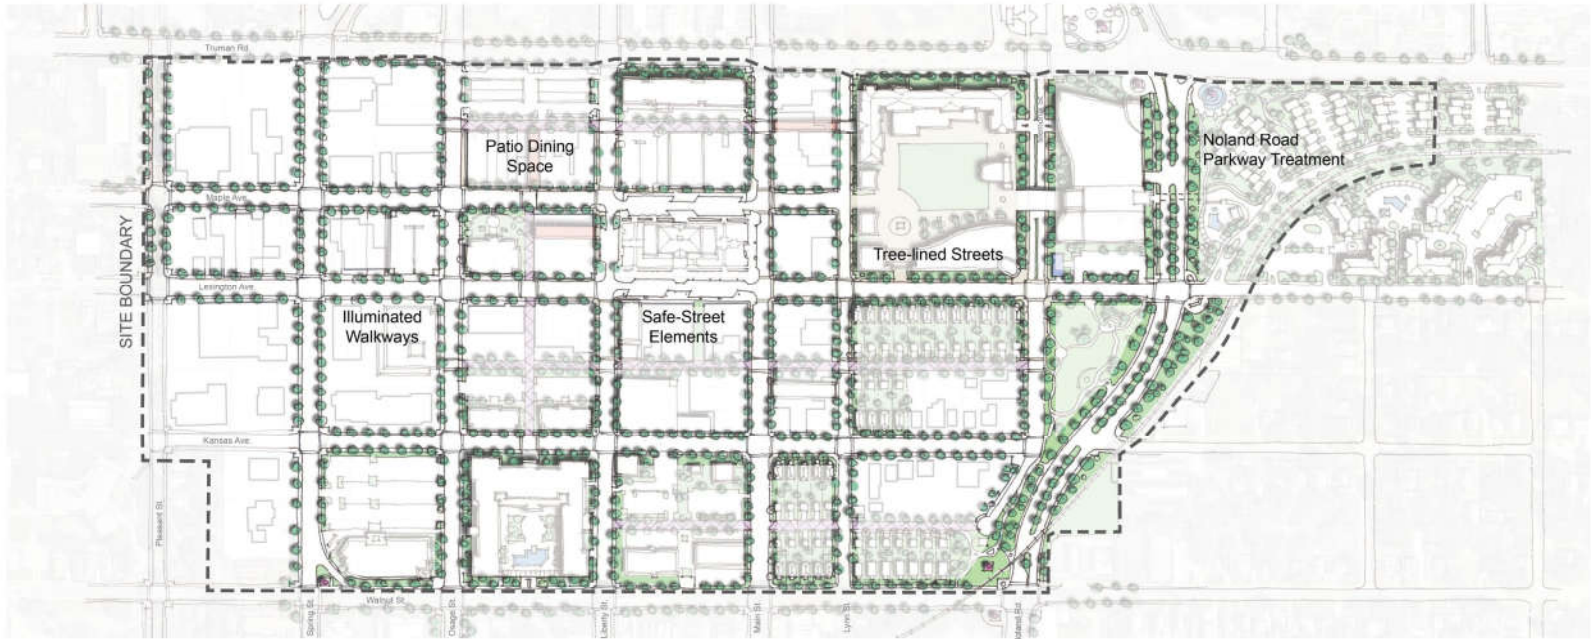 Truman Rd.
Patio Dining
Space
Noland Road
Parkway Treatment
Maple Ave.
SITE BOUNDARY
Tree-lined Streets
Lexington Ave.
Illuminated
Walkways
Safe-Street
Elements
Kansas Ave.
Pleasant St.
Walnut St.
Spring St.
Osage St.
Liberty St.
Main St.
Lynn St.
Noland Rd.